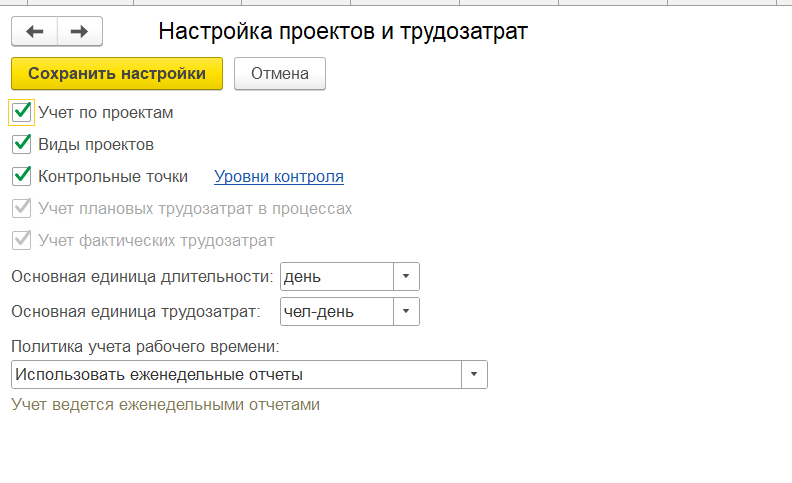 Настройка проектов и трудозатрат
Сохранить настройки Отмена
Учет по проектам
Виды проектов
Контрольные точки Уровни контроля
Учет плановых трудозатрат в процессах
Учет фактических трудозатрат
Основная единица длительности: день
Основная единица трудозатрат: чел-день
Политика учета рабочего времени:
Использовать еженедельные отчеты
Учет ведется еженедельными отчетами